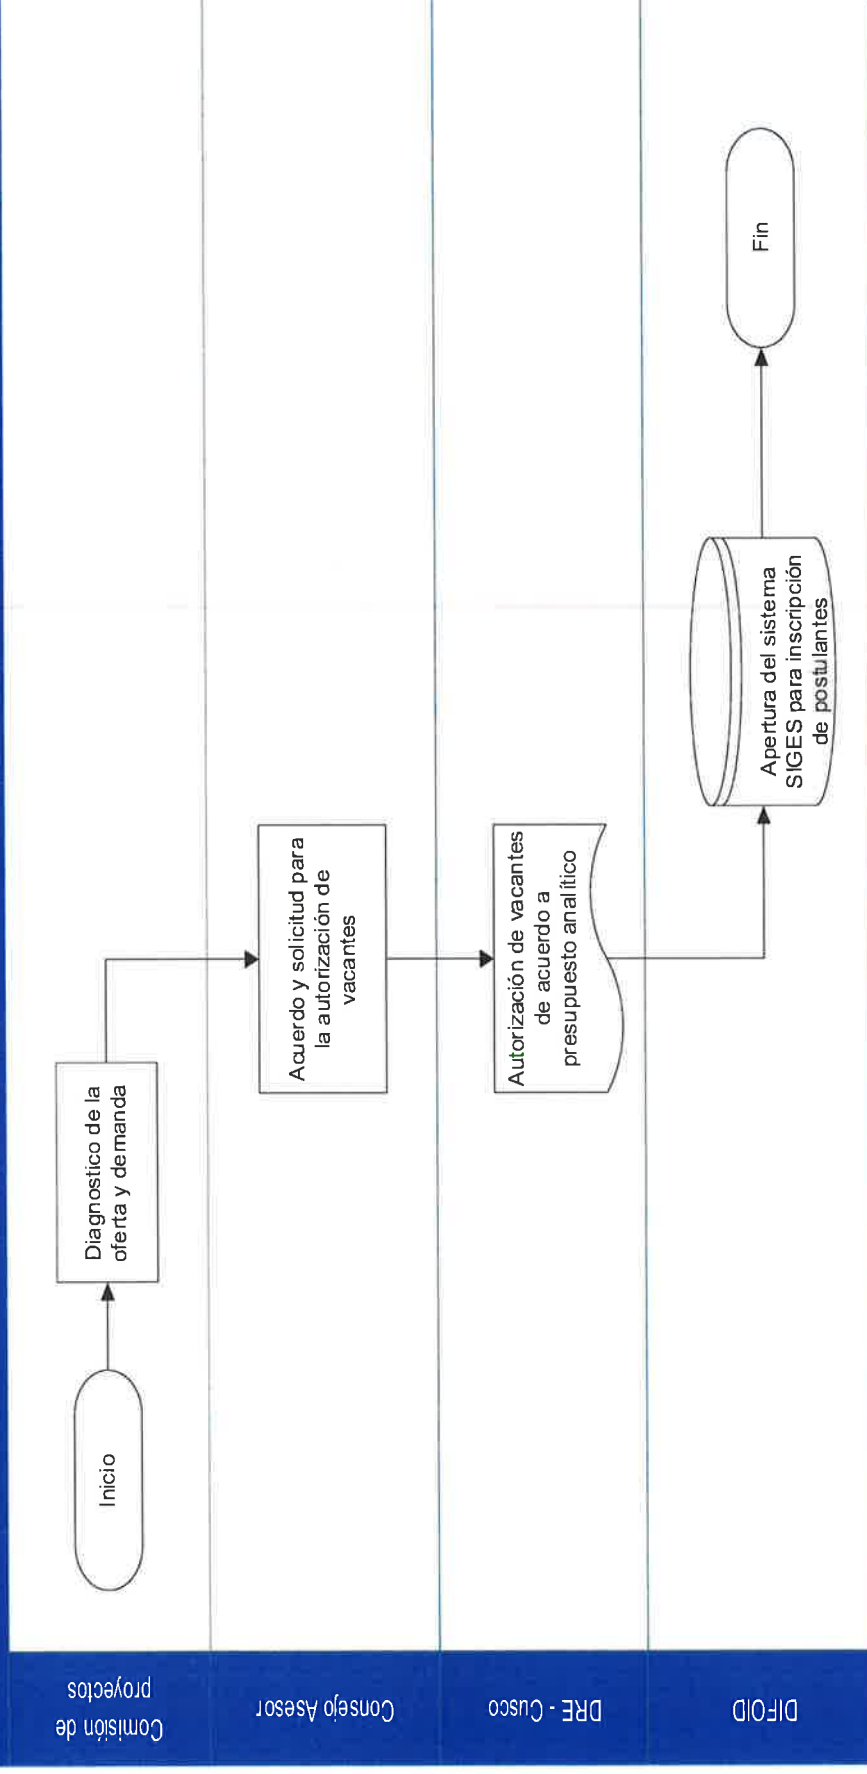 Comisión de
proyectos
Inicio
Diagnostico de la
oferta y demanda
Consejo Asesor
Acuerdo y solicitud para
la autorización de
vacantes
DRE - Cusco
Autorización de vacantes
de acuerdo a
presupuesto analítico
DIFOID
Apertura del sistema
SIGES para inscripción
de postulantes
Fin